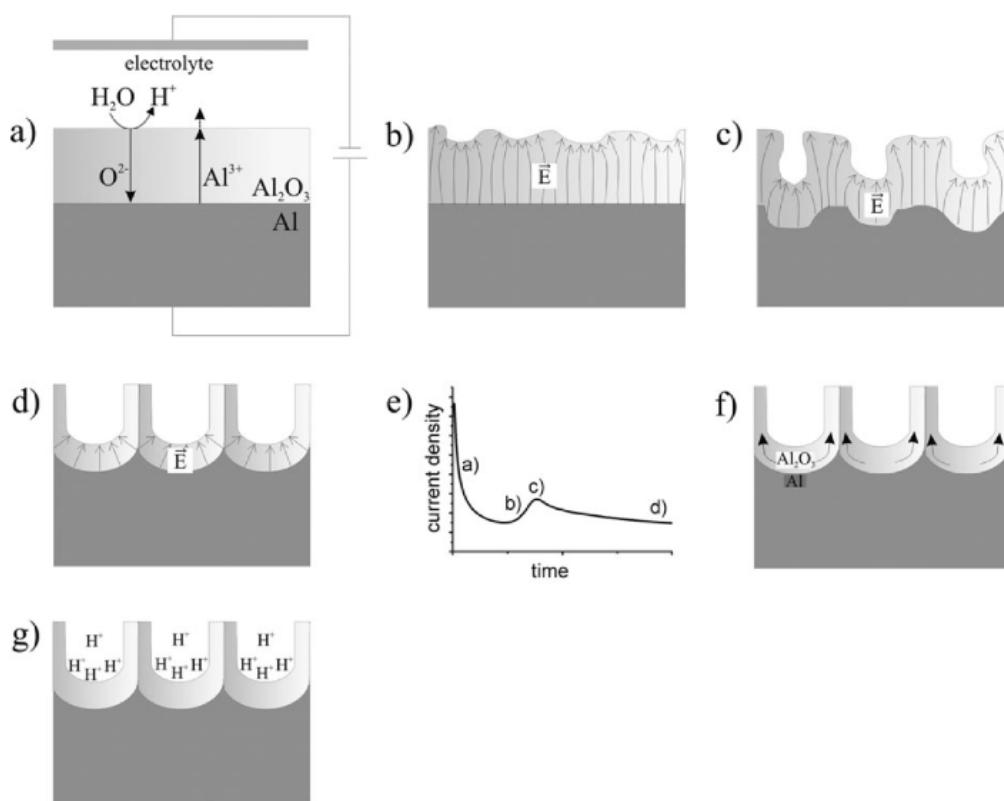 electrolyte
H₂O H⁺
a)
O²⁻ Al³⁺ Al₂O₃
Al
b)
E⃗
c)
E⃗
d)
E⃗
e)
current density
a)
b) c)
d)
time
f)
Al₂O₃
Al
g)
H⁺ H⁺ H⁺
H⁺ H⁺ H⁺ H⁺ H⁺ H⁺ H⁺ H⁺ H⁺